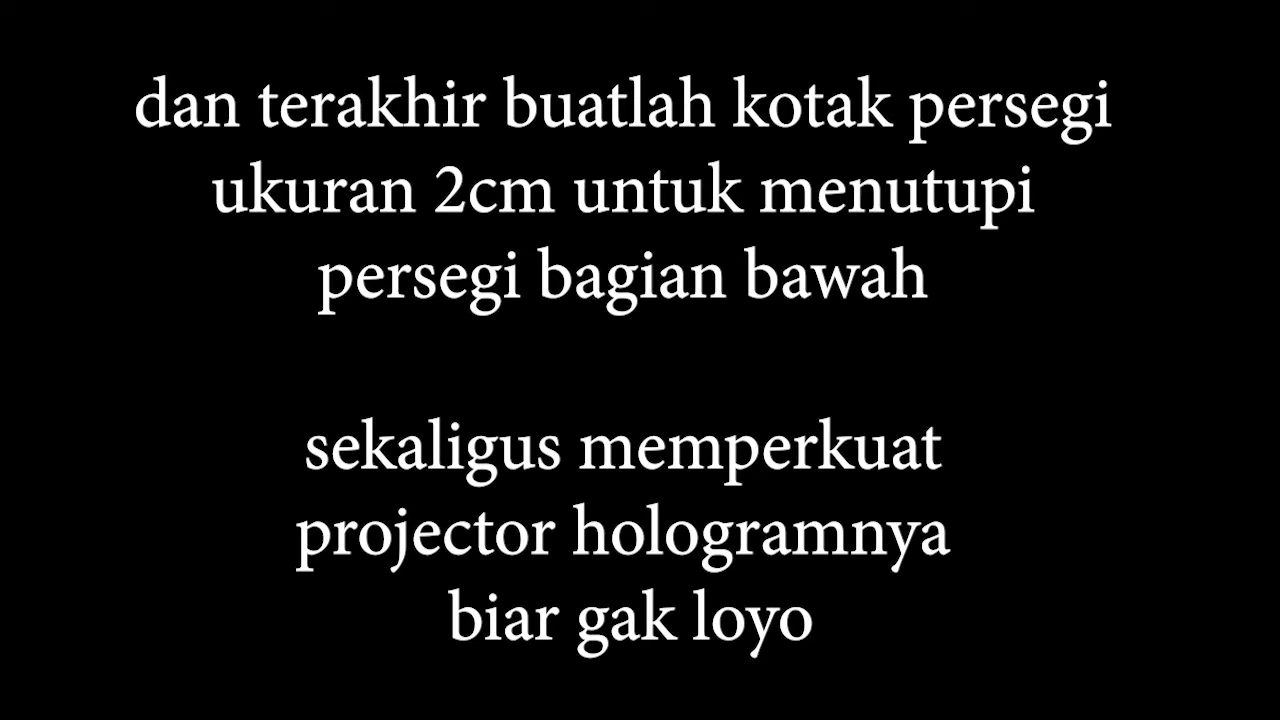 dan terakhir buatlah kotak persegi
ukuran 2cm untuk menutupi
persegi bagian bawah
sekaligus memperkuat
projector hologramnya
biar gak loyo